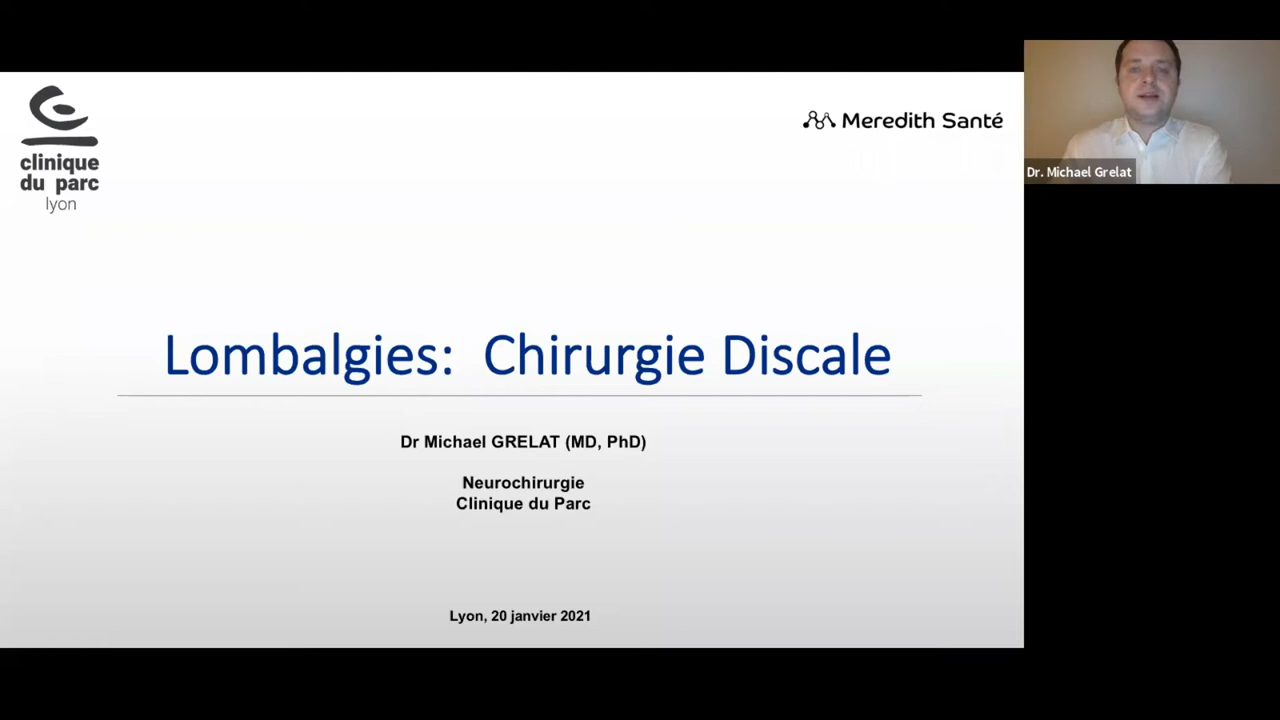 clinique
du parc
lyon
Meredith Santé
Dr. Michael Grelat
Lombalgies: Chirurgie Discale
Dr Michael GRELAT (MD, PhD)
Neurochirurgie
Clinique du Parc
Lyon, 20 janvier 2021